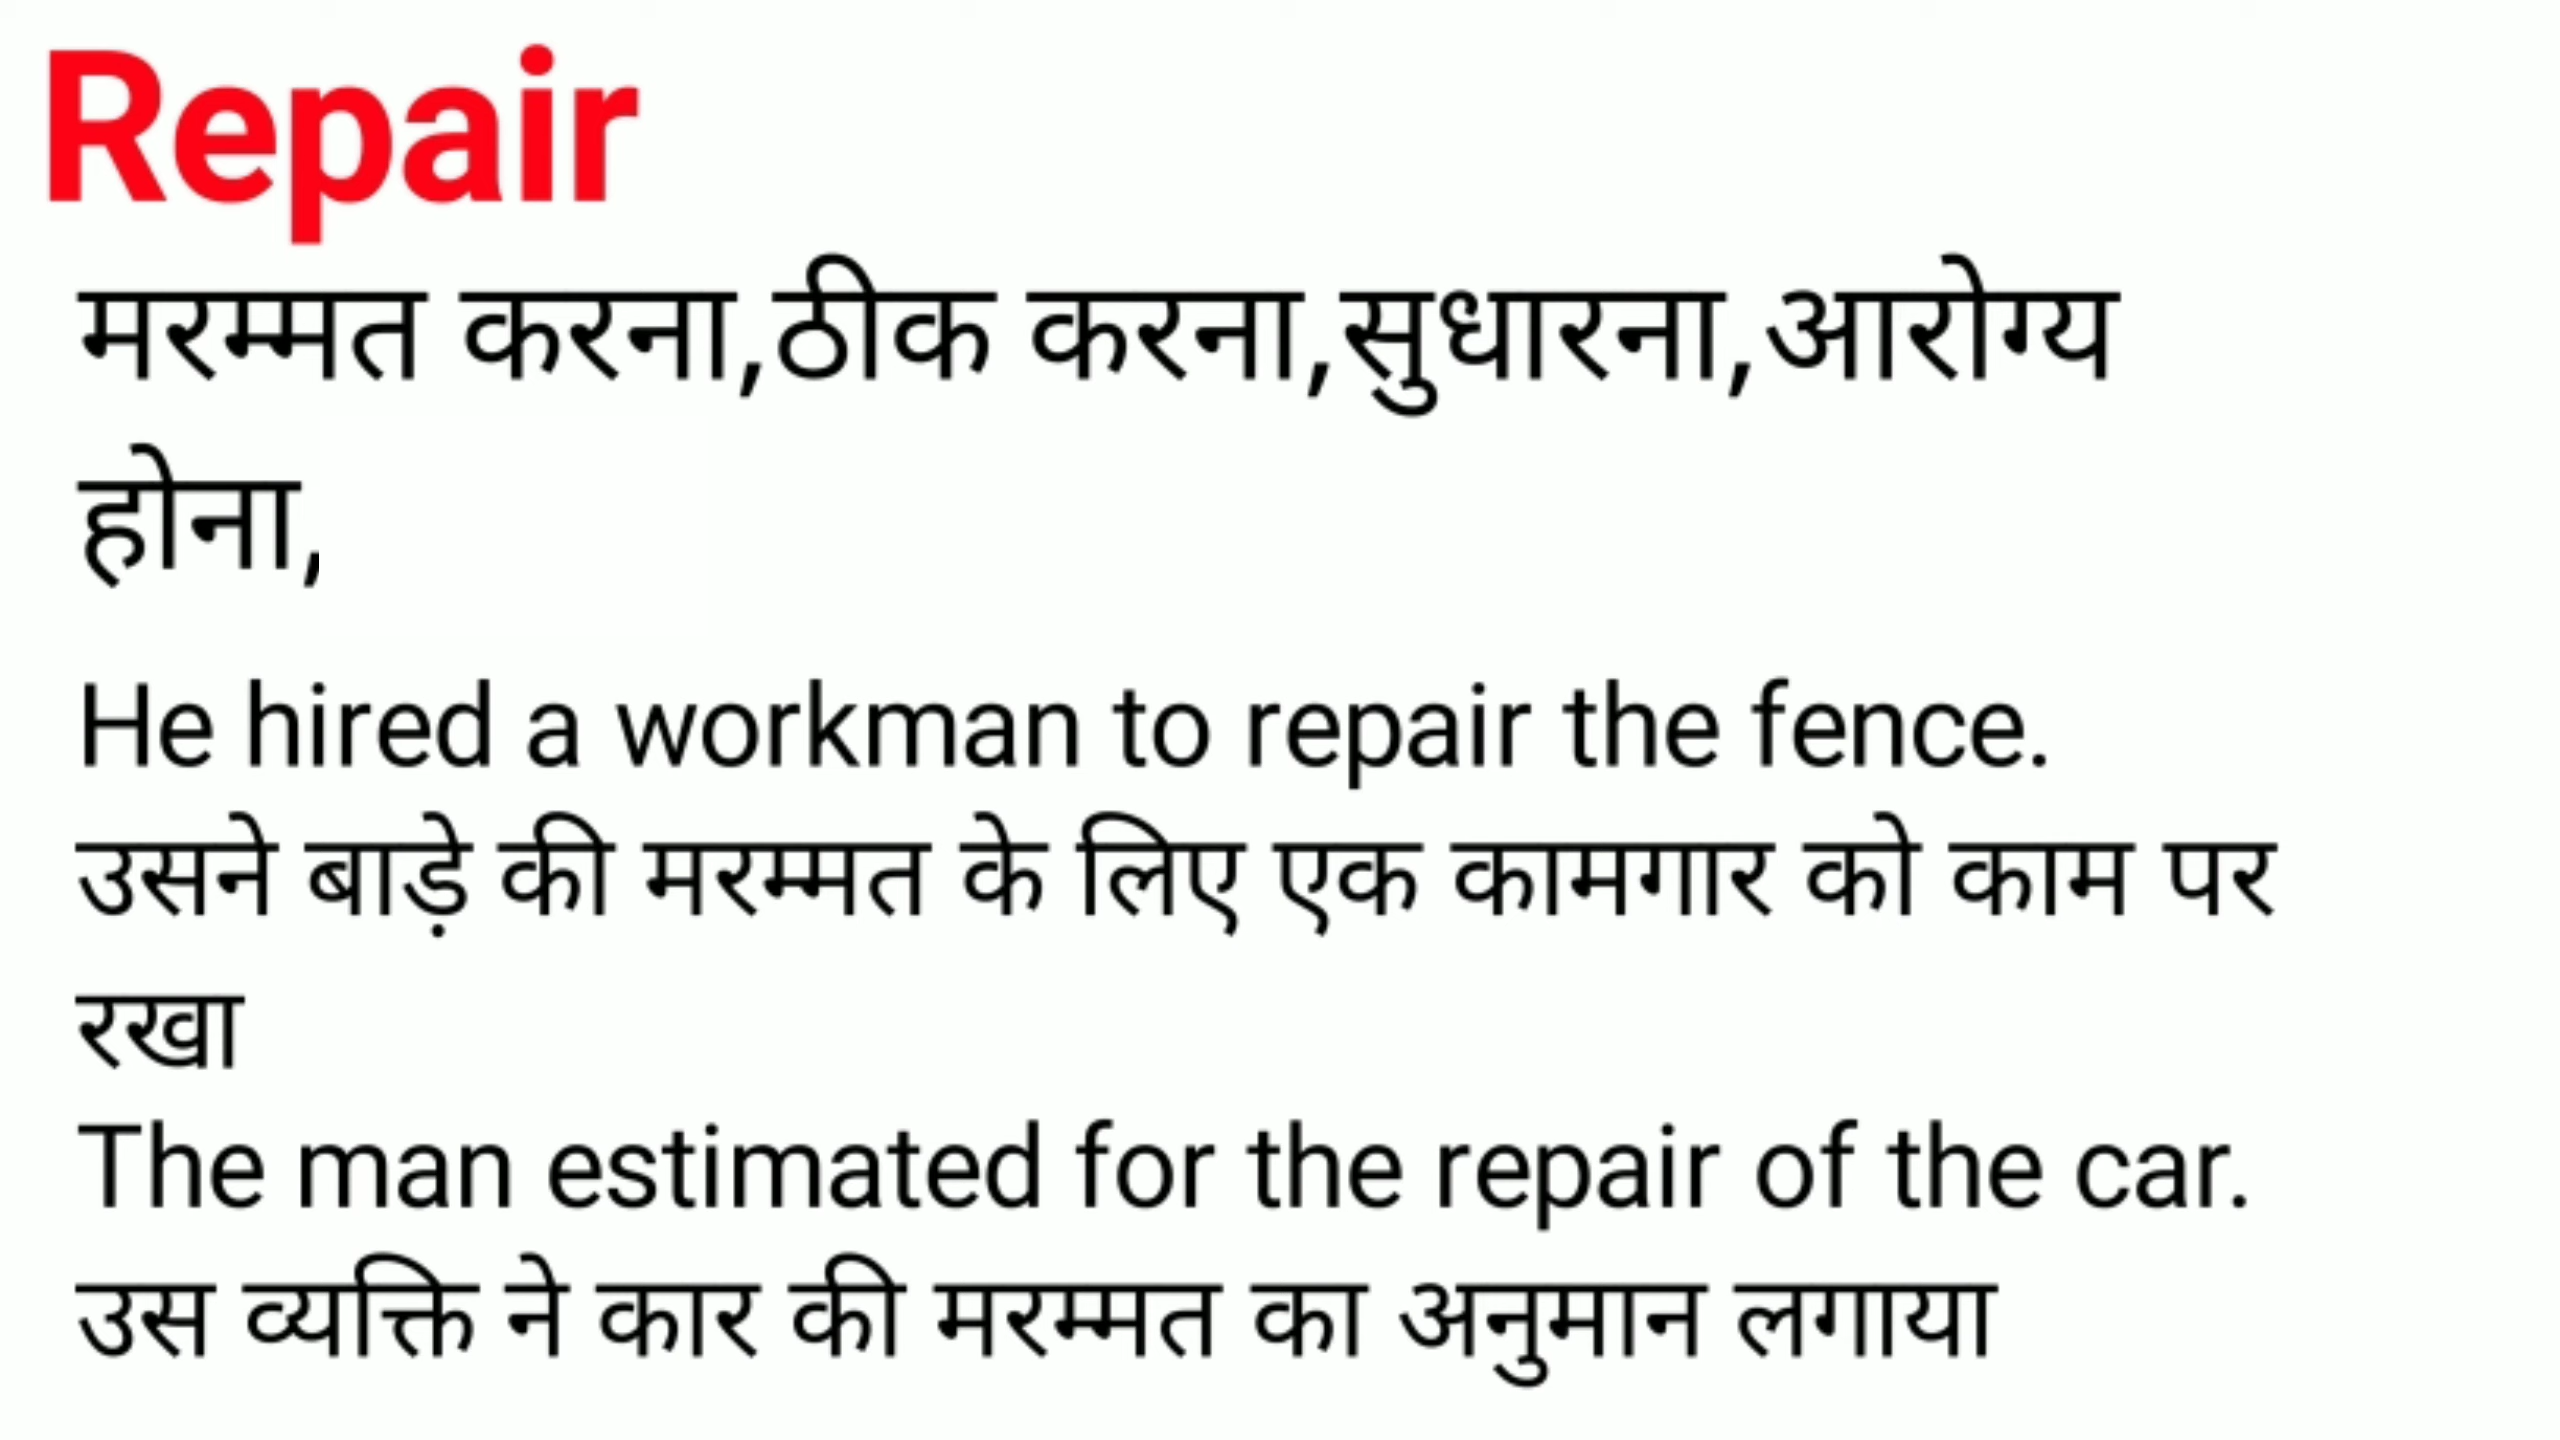 Repair
मरम्मत करना,ठीक करना,सुधारना,आरोग्य
होना,
He hired a workman to repair the fence.
उसने बाड़े की मरम्मत के लिए एक कामगार को काम पर
रखा
The man estimated for the repair of the car.
उस व्यक्ति ने कार की मरम्मत का अनुमान लगाया